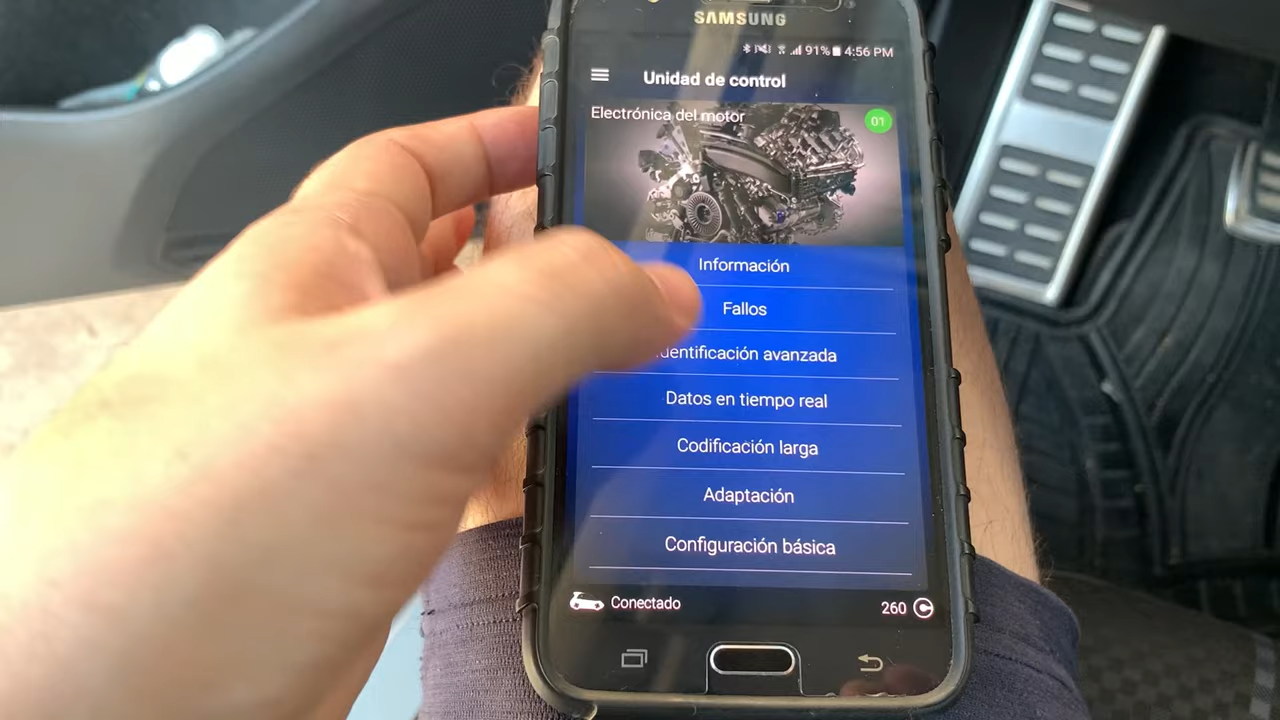 SAMSUNG
91% 4:56 PM
Unidad de control
Electrónica del motor
01
Información
Fallos
Identificación avanzada
Datos en tiempo real
Codificación larga
Adaptación
Configuración básica
Conectado
260 C